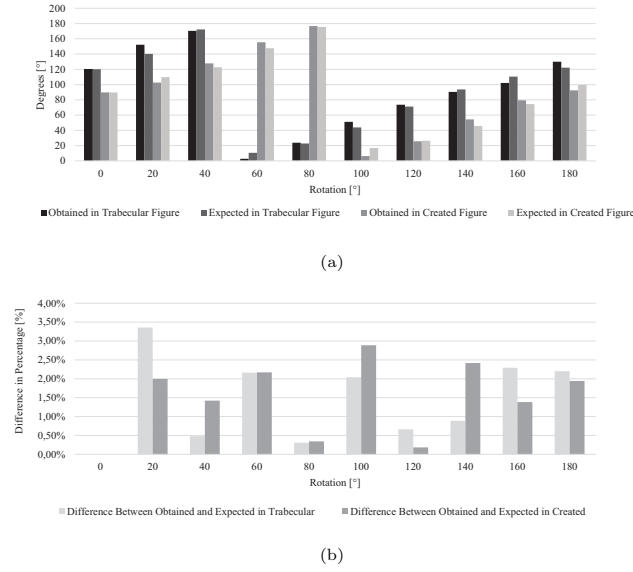 200
180
160
140
120
100
80
60
40
20
0
Degrees [°]
0 20 40 60 80 100 120 140 160 180
Rotation [°]
Obtained in Trabecular Figure Expected in Trabecular Figure Obtained in Created Figure Expected in Created Figure
(a)
4,00%
3,50%
3,00%
2,50%
2,00%
1,50%
1,00%
0,50%
0,00%
Difference in Percentage [%]
0 20 40 60 80 100 120 140 160 180
Rotation [°]
Difference Between Obtained and Expected in Trabecular Difference Between Obtained and Expected in Created
(b)